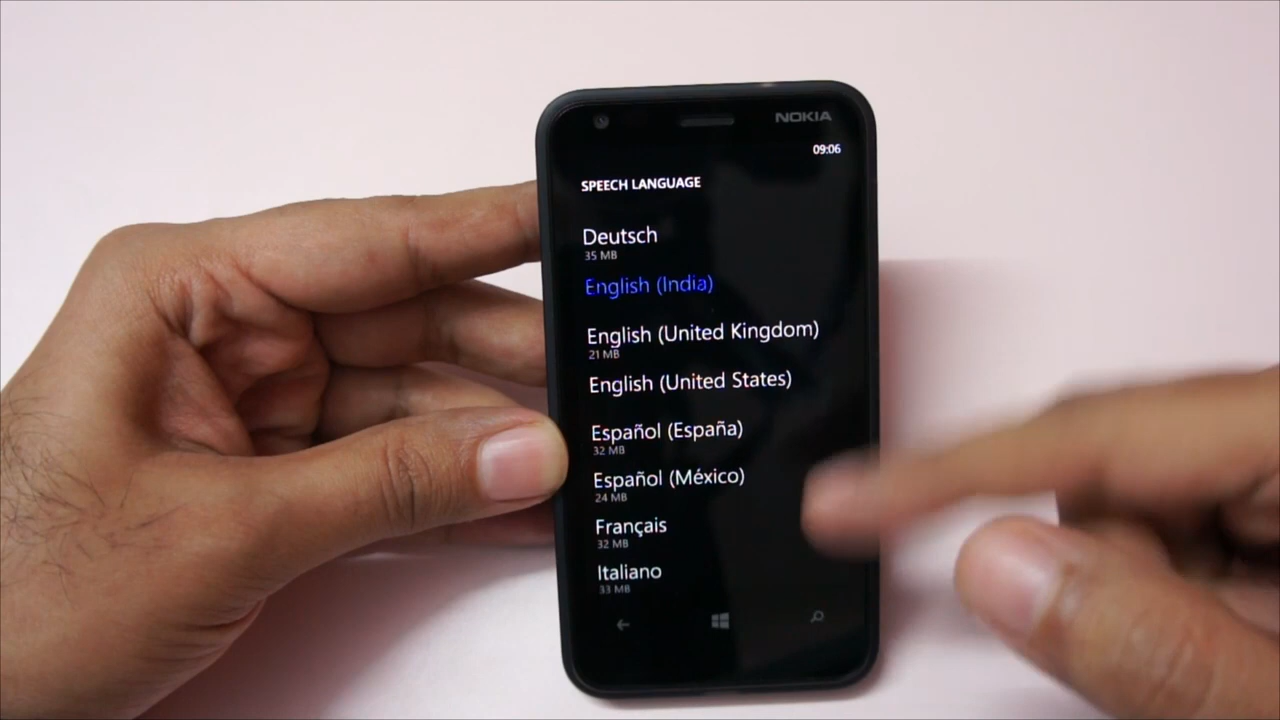 NOKIA
09:06
SPEECH LANGUAGE
Deutsch
35 MB
English (India)
English (United Kingdom)
21 MB
English (United States)
Español (España)
32 MB
Español (México)
24 MB
Français
32 MB
Italiano
33 MB